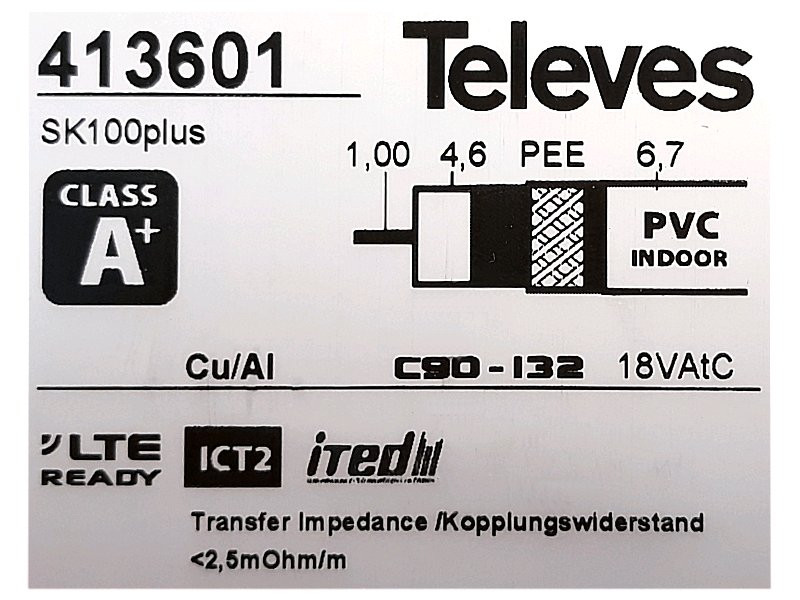 413601
Televes
SK100plus
1,00 4,6 PEE 6,7
CLASS
A+
PVC
INDOOR
Cu/Al C90-132 18VAtC
LTE
READY
ICT2
iTED
Transfer Impedance /Kopplungswiderstand
<2,5mOhm/m